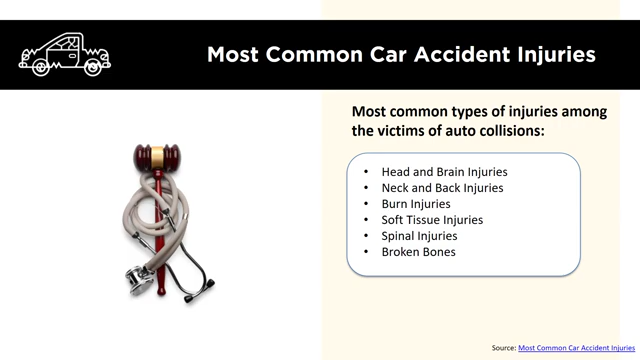 Most Common Car Accident Injuries
Most common types of injuries among
the victims of auto collisions:
• Head and Brain Injuries
• Neck and Back Injuries
• Burn Injuries
• Soft Tissue Injuries
• Spinal Injuries
• Broken Bones
Source: Most Common Car Accident Injuries